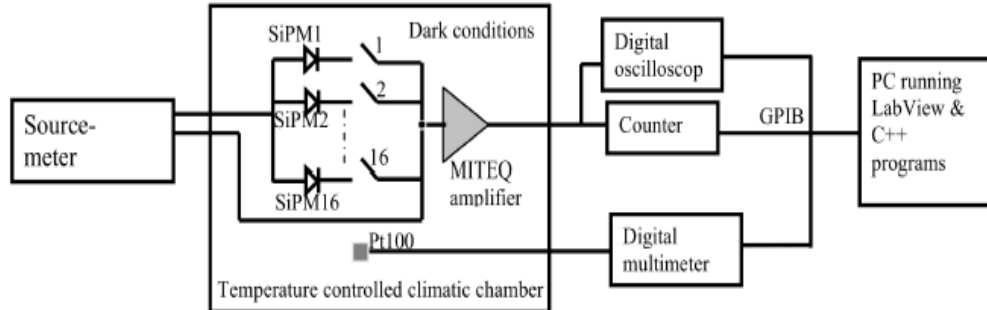 SiPM1
1
Dark conditions
Digital
oscilloscop
PC running
LabView &
C++
programs
Source-
meter
SiPM2
2
Counter
GPIB
SiPM16
16
MITEQ
amplifier
Pt100
Digital
multimeter
Temperature controlled climatic chamber